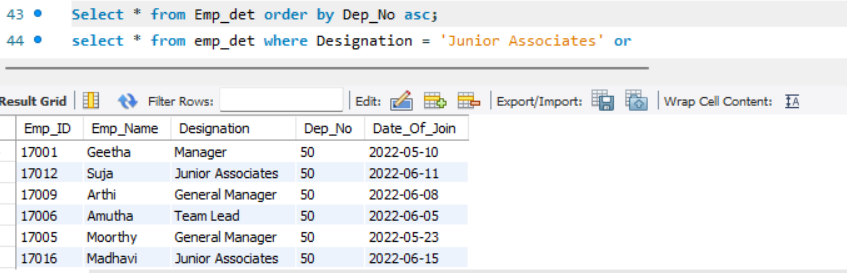 43 Select * from Emp_det order by Dep_No asc;
44 select * from emp_det where Designation = 'Junior Associates' or
Result Grid Filter Rows: Edit: Export/Import: Wrap Cell Content: IA
Emp_ID Emp_Name Designation Dep_No Date_Of_Join
17001 Geetha Manager 50 2022-05-10
17012 Suja Junior Associates 50 2022-06-11
17009 Arthi General Manager 50 2022-06-08
17006 Amutha Team Lead 50 2022-06-05
17005 Moorthy General Manager 50 2022-05-23
17016 Madhavi Junior Associates 50 2022-06-15